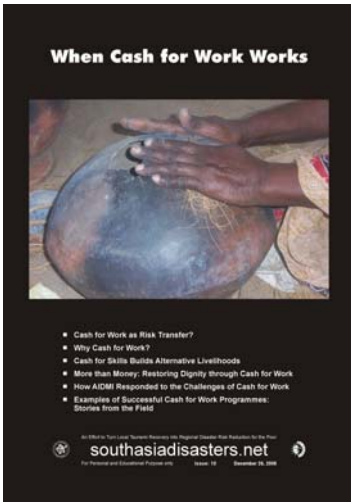 When Cash for Work Works
Cash for Work as Risk Transfer?
Why Cash for Work?
Cash for Skills Builds Alternative Livelihoods
More than Money: Restoring Dignity through Cash for Work
How AIDMI Responded to the Challenges of Cash for Work
Examples of Successful Cash for Work Programmes:
Stories from the Field
An Effort to Turn Local Tsunami Recovery into Regional Disaster Risk Reduction for the Poor
southasiadisasters.net
For Personal and Educational Purpose only Issue: 10 December 26, 2005